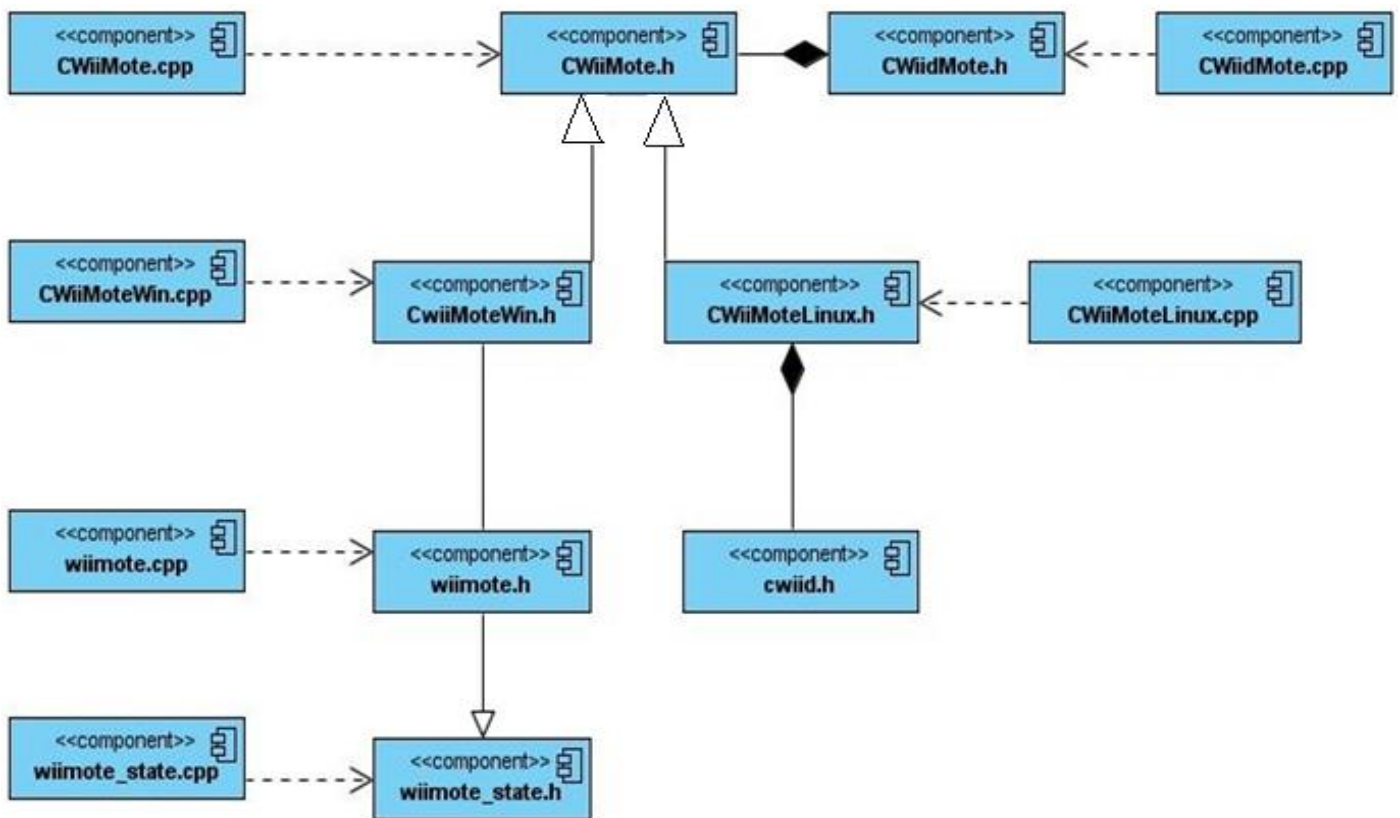 <<component>>
CWiiMote.cpp
<<component>>
CWiiMote.h
<<component>>
CWiidMote.h
<<component>>
CWiidMote.cpp
<<component>>
CWiiMoteWin.cpp
<<component>>
CwiiMoteWin.h
<<component>>
CWiiMoteLinux.h
<<component>>
CWiiMoteLinux.cpp
<<component>>
wiimote.cpp
<<component>>
wiimote.h
<<component>>
cwiid.h
<<component>>
wiimote_state.cpp
<<component>>
wiimote_state.h